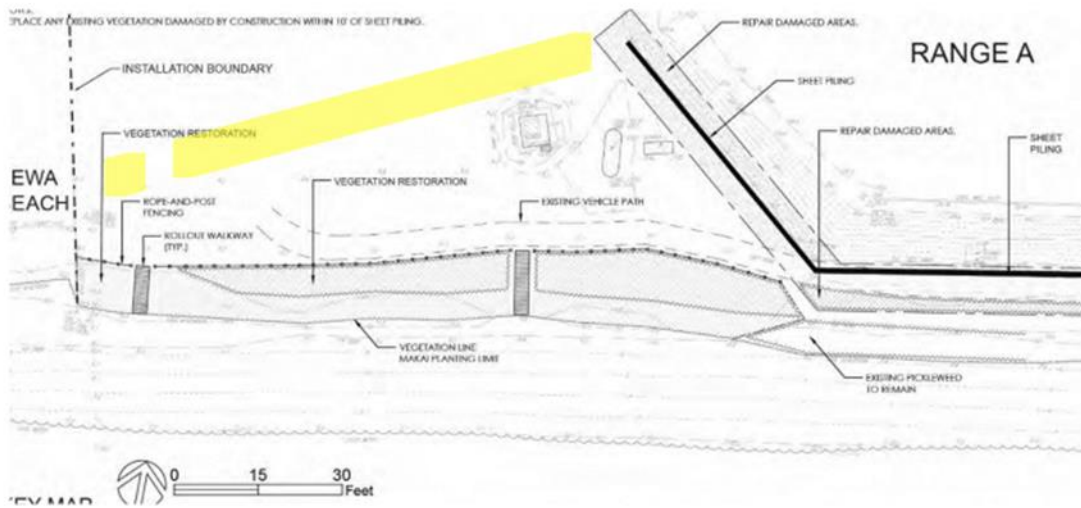 EPLACE ANY EXISTING VEGETATION DAMAGED BY CONSTRUCTION WITHIN 10' OF SHEET PILING.
REPAIR DAMAGED AREAS.
RANGE A
INSTALLATION BOUNDARY
SHEET PILING
VEGETATION RESTORATION
REPAIR DAMAGED AREAS.
SHEET
PILING
EWA
EACH
VEGETATION RESTORATION
ROPE-AND-POST
FENCING
EXISTING VEHICLE PATH
ROLLOUT WALKWAY
(TYP.)
VEGETATION LINE
MAKAI PLANTING LIMIT
EXISTING PICKLEWEED
TO REMAIN
0 15 30
Feet
KEY MAP